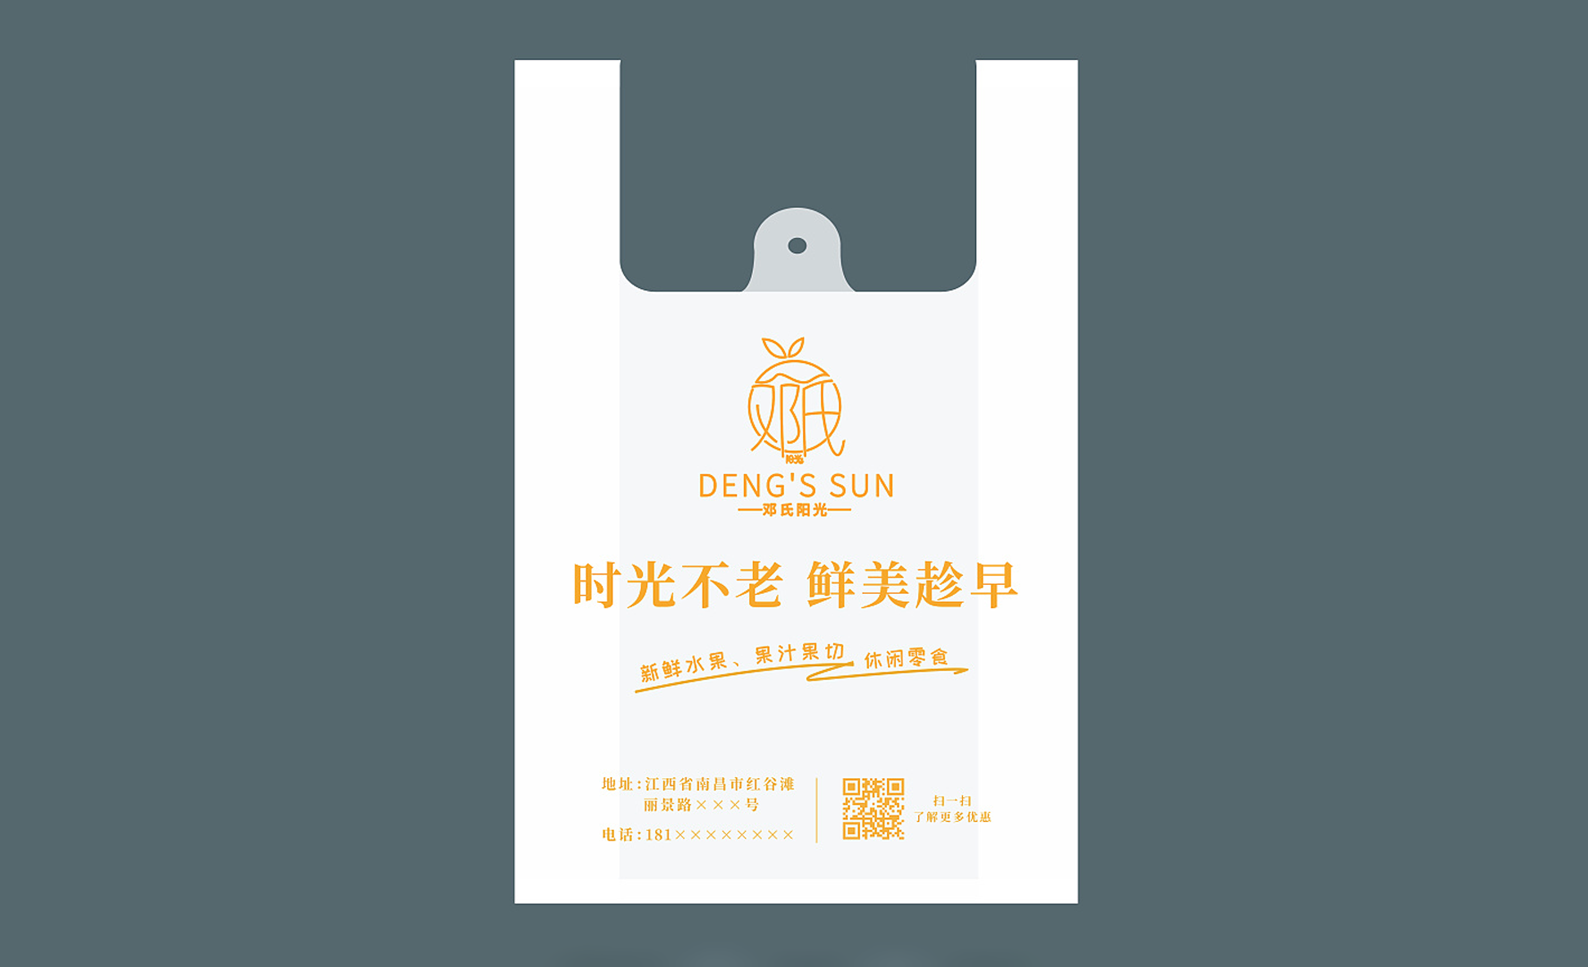 邓氏
阳光
DENG'S SUN
邓氏阳光
时光不老 鲜美趁早
新鲜水果、果汁果切 休闲零食
地址:江西省南昌市红谷滩
丽景路×××号
电话:181××××××××
扫一扫
了解更多优惠